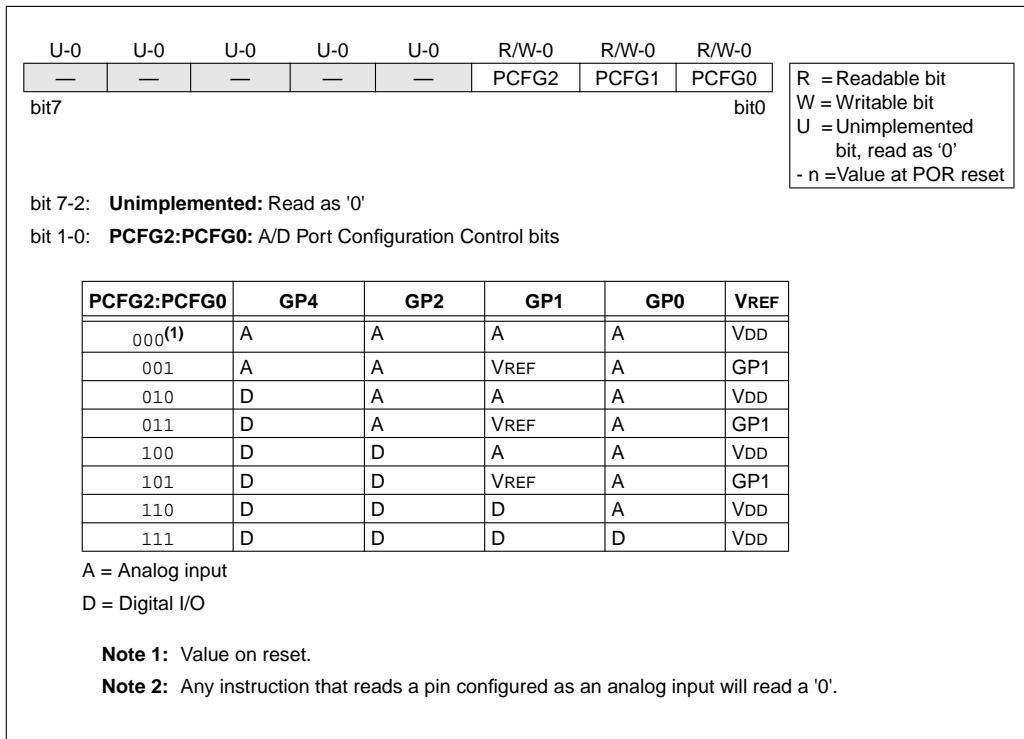 U-0 U-0 U-0 U-0 U-0 R/W-0 R/W-0 R/W-0
— — — — — PCFG2 PCFG1 PCFG0
bit7 bit0
R = Readable bit
W = Writable bit
U = Unimplemented
bit, read as ‘0’
- n = Value at POR reset
bit 7-2: Unimplemented: Read as '0'
bit 1-0: PCFG2:PCFG0: A/D Port Configuration Control bits
PCFG2:PCFG0 GP4 GP2 GP1 GP0 VREF
000(1) A A A A VDD
001 A A VREF A GP1
010 D A A A VDD
011 D A VREF A GP1
100 D D A A VDD
101 D D VREF A GP1
110 D D D A VDD
111 D D D D VDD
A = Analog input
D = Digital I/O
Note 1: Value on reset.
Note 2: Any instruction that reads a pin configured as an analog input will read a '0'.